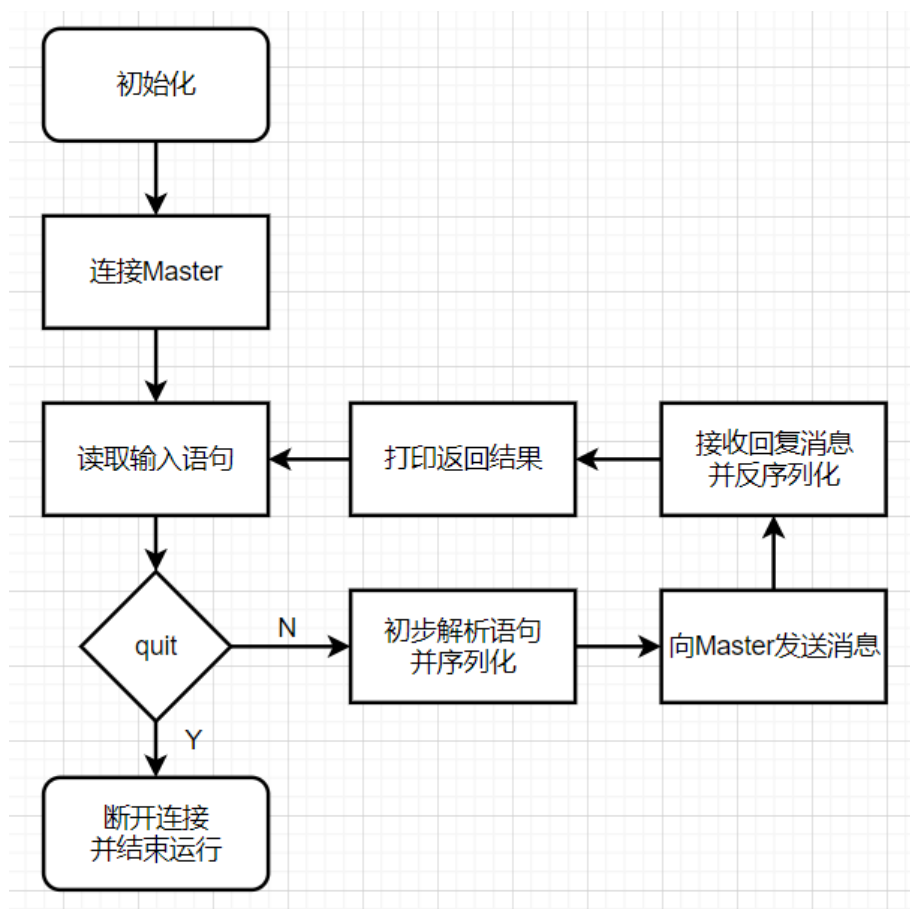 初始化
连接Master
读取输入语句
打印返回结果
接收回复消息
并反序列化
quit
N
初步解析语句
并序列化
向Master发送消息
Y
断开连接
并结束运行